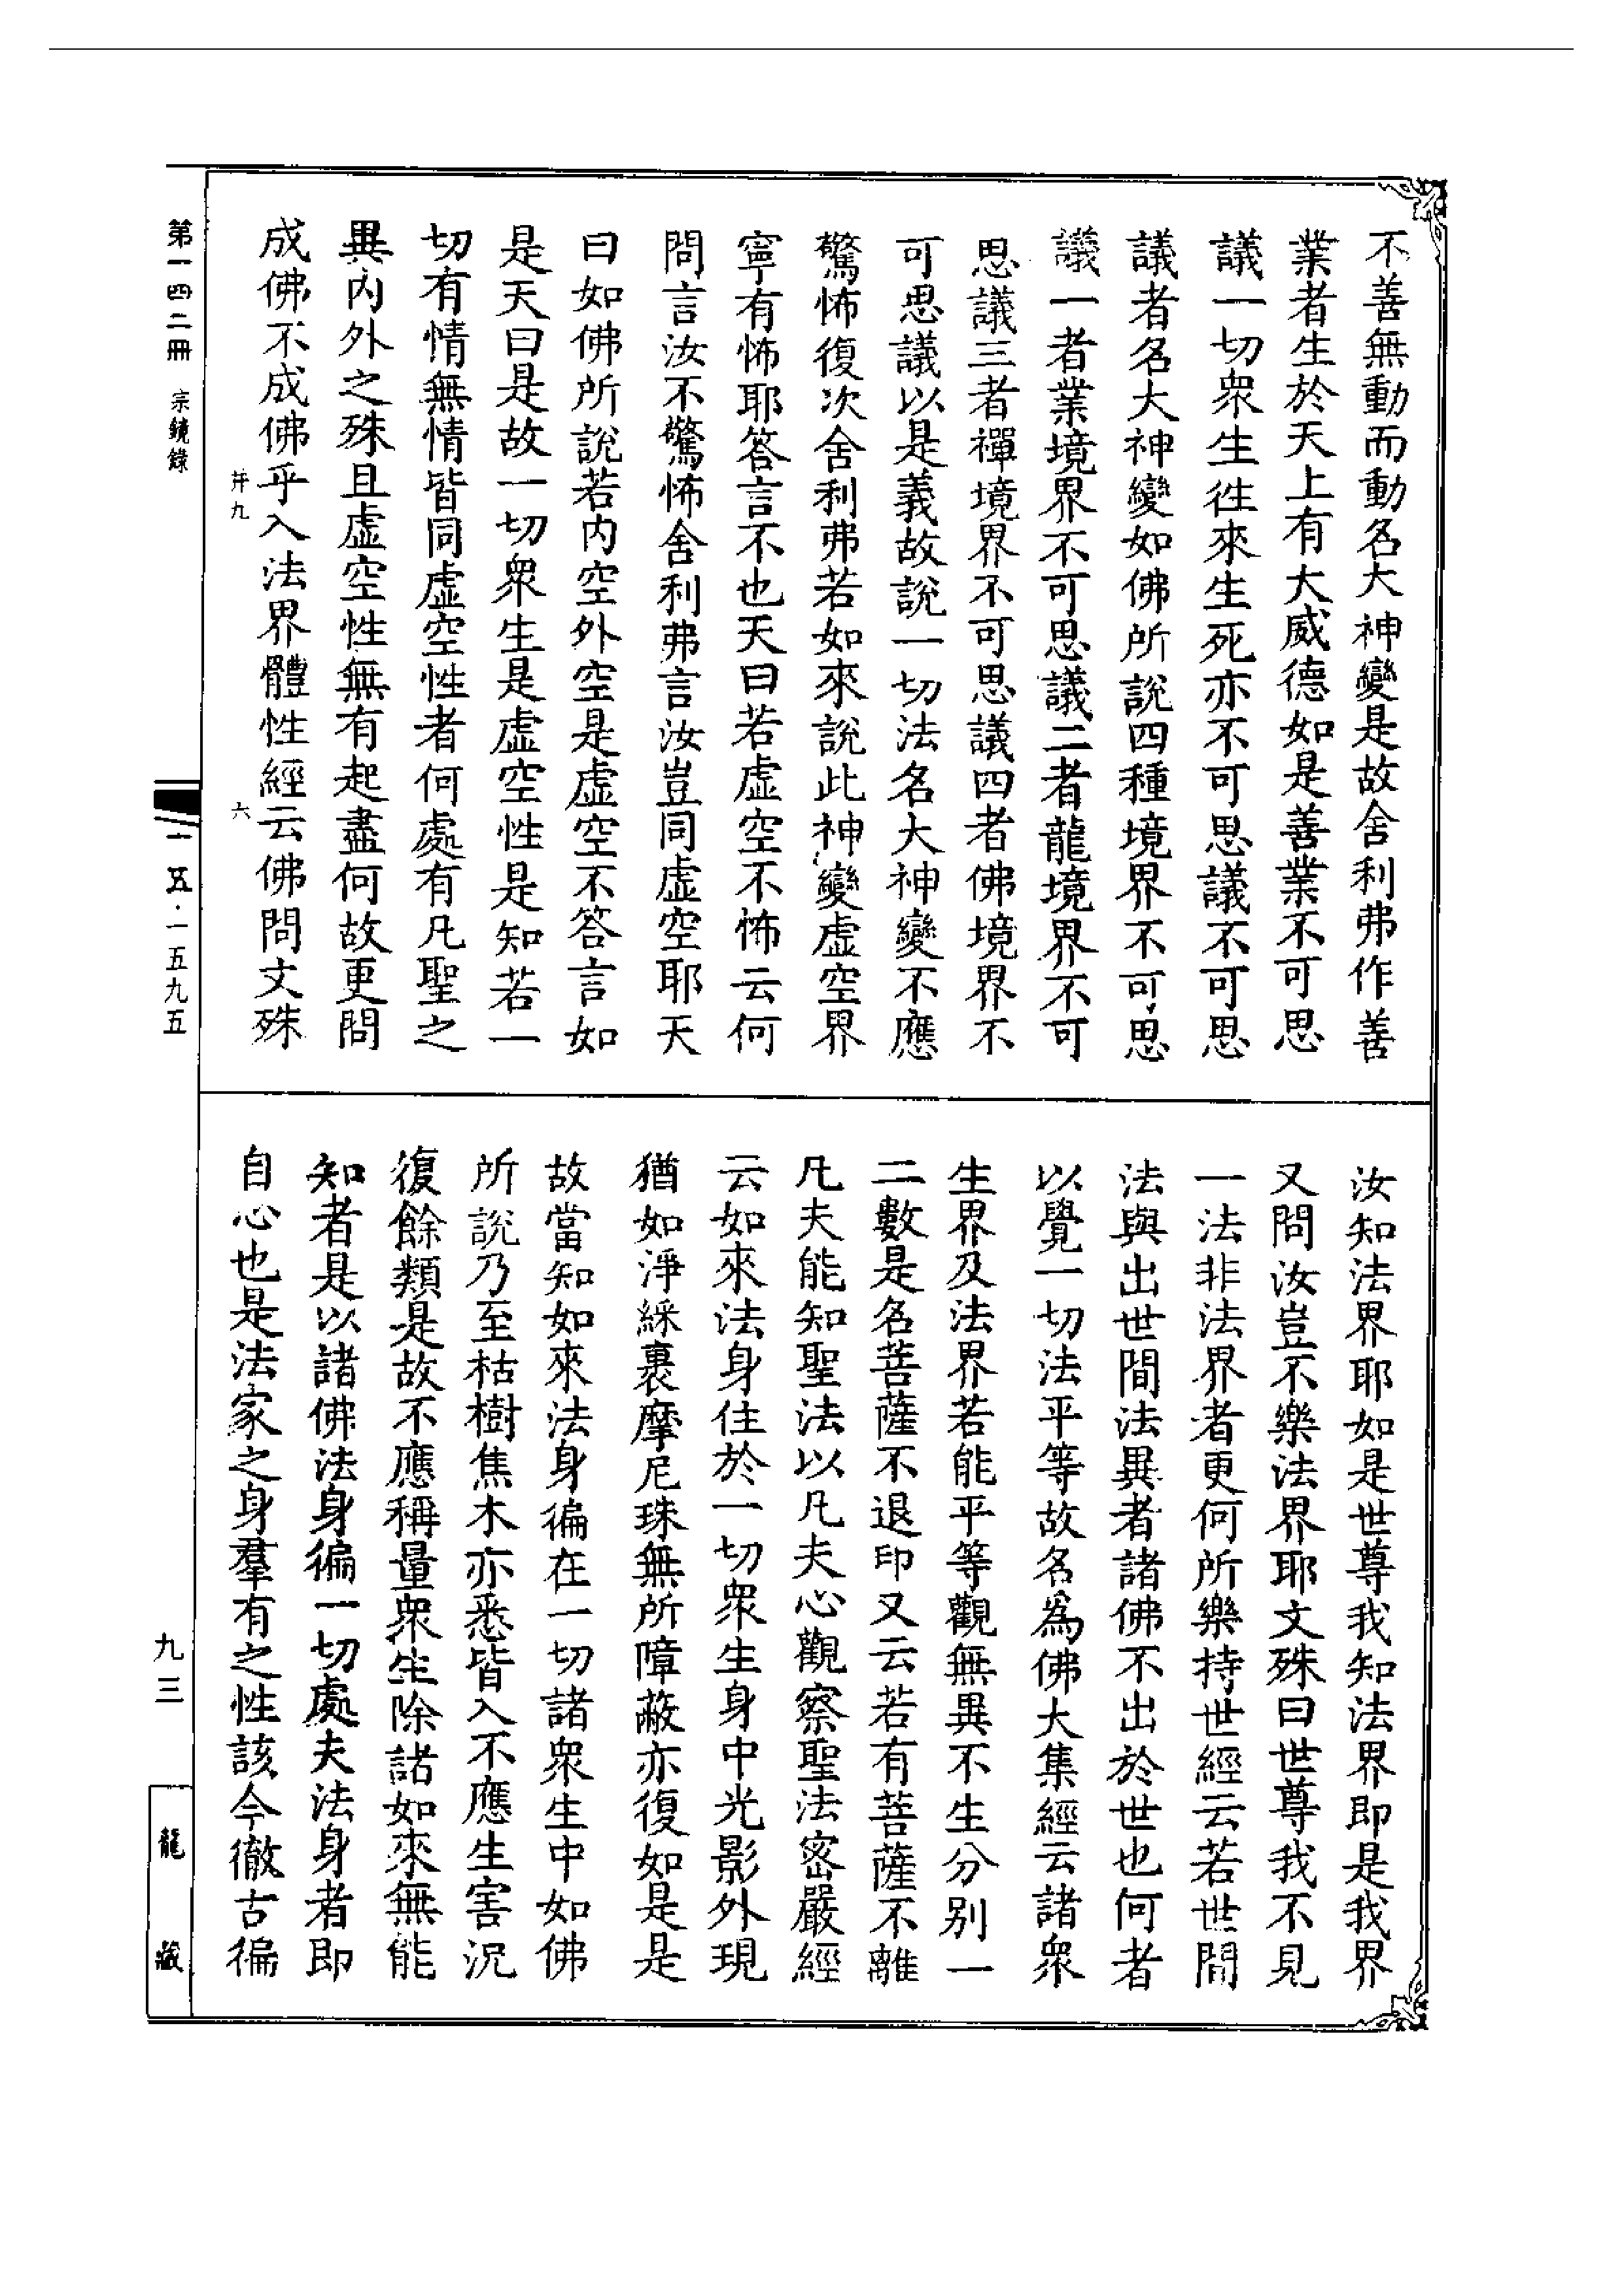 不善無動而動名大神變是故舍利弗作善
業者生於天上有大威德如是善業不可思
議一切衆生徃來生死亦不可思議不可思
議者名大神變如佛所說四種境界不可思
議一者業境界不可思議二者龍境界不可
思議三者禪境界不可思議四者佛境界不
可思議以是義故說一切法名大神變不應
驚怖復次舍利弗若如來說此神變虛空界
寧有怖耶答言不也天曰若虛空不怖云何
問言汝不驚怖舍利弗言汝豈同虛空耶天
曰如佛所說若内空外空是虛空不答言如
是天曰是故一切衆生是虛空性是知若一
切有情無情皆同虛空性者何處有凡聖之
異内外之殊且虛空性無有起盡何故更問
成佛不成佛乎入法界體性經云佛問文殊
汝知法界耶如是世尊我知法界即是我界
又問汝豈不樂法界耶文殊曰世尊我不見
一法非法界者更何所樂持世經云若世間
法與出世間法異者諸佛不出於世也何者
以覺一切法平等故名為佛大集經云諸衆
生界及法界若能平等觀無異不生分別一
二數是名菩薩不退印又云若有菩薩不離
凡夫能知聖法以凡夫心觀察聖法密嚴經
云如來法身住於一切衆生身中光影外現
猶如淨綵裹摩尼珠無所障蔽亦復如是是
故當知如來法身徧在一切諸衆生中如佛
所說乃至枯樹焦木亦悉皆入不應生害況
復餘類是故不應稱量衆生除諸如來無能
知者是以諸佛法身徧一切處夫法身者即
自心也是法家之身羣有之性該今徹古徧
第一四二冊 宗鏡錄
一五·一五九五
九三
龍藏
六